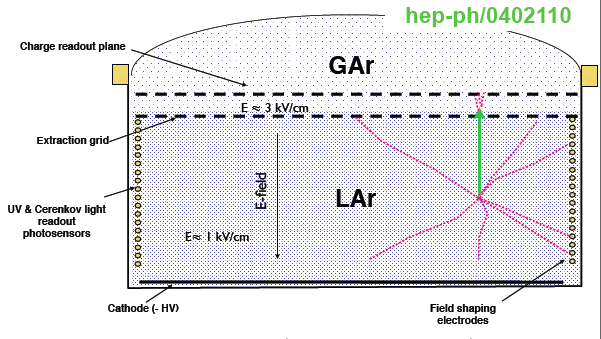 hep-ph/0402110
Charge readout plane
GAr
E ≈ 3 kV/cm
Extraction grid
E-field
LAr
UV & Cerenkov light
readout
photosensors
E≈ 1 kV/cm
Cathode (- HV)
Field shaping
electrodes